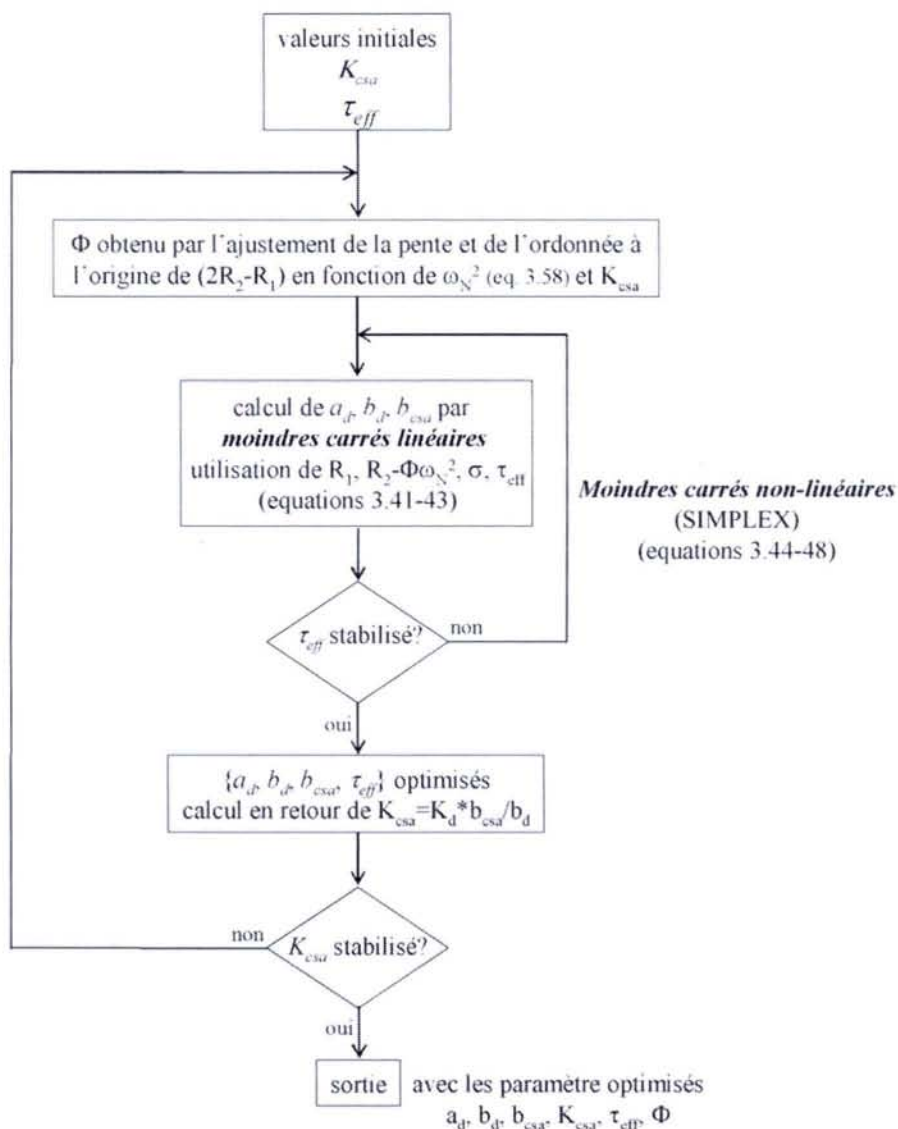 valeurs initiales
K_csa
τ_eff
Φ obtenu par l'ajustement de la pente et de l'ordonnée à
l'origine de (2R₂-R₁) en fonction de ω_N² (eq. 3.58) et K_csa
calcul de a_d, b_d, b_csa par
moindres carrés linéaires
utilisation de R₁, R₂-Φω_N², σ, τ_eff
(equations 3.41-43)
Moindres carrés non-linéaires
(SIMPLEX)
(equations 3.44-48)
τ_eff stabilisé?
non
oui
{a_d, b_d, b_csa, τ_eff} optimisés
calcul en retour de K_csa=K_d*b_csa/b_d
non
K_csa stabilisé?
oui
sortie
avec les paramètre optimisés
a_d, b_d, b_csa, K_csa, τ_eff, Φ